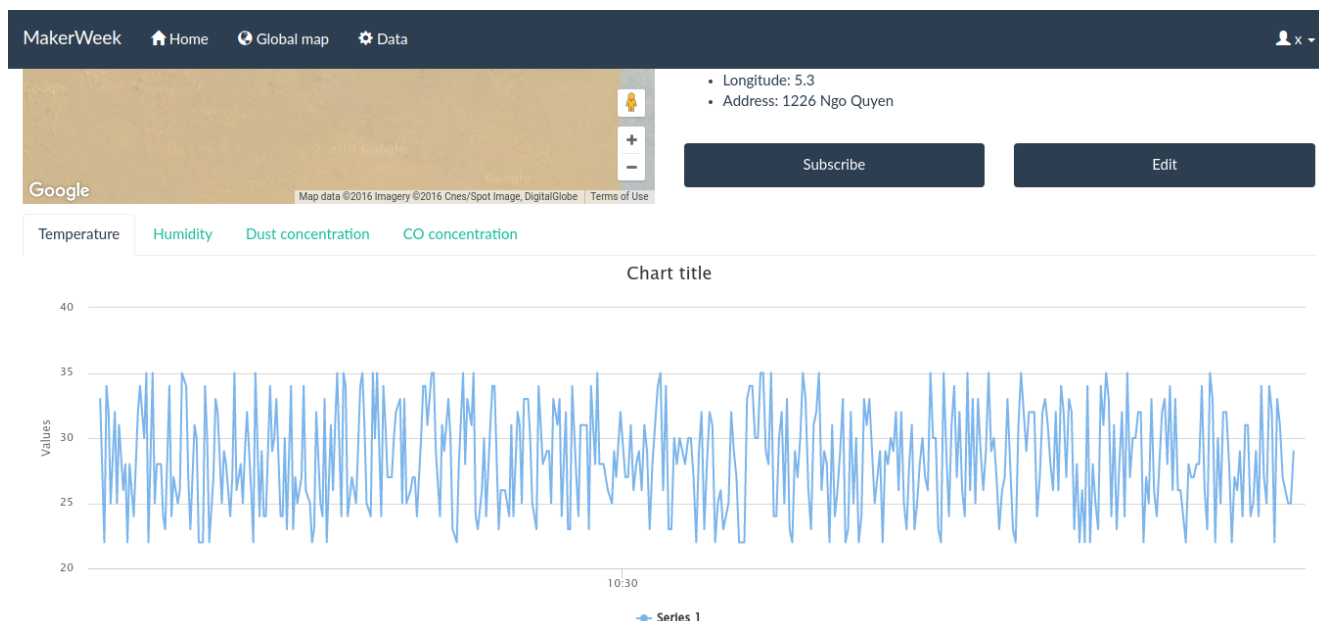 MakerWeek Home Global map Data x
Longitude: 5.3
Address: 1226 Ngo Quyen
Subscribe Edit
Google
Map data ©2016 Imagery ©2016 Cnes/Spot Image, DigitalGlobe Terms of Use
Temperature Humidity Dust concentration CO concentration
Chart title
40
35
30
25
20
Values
10:30
Series 1